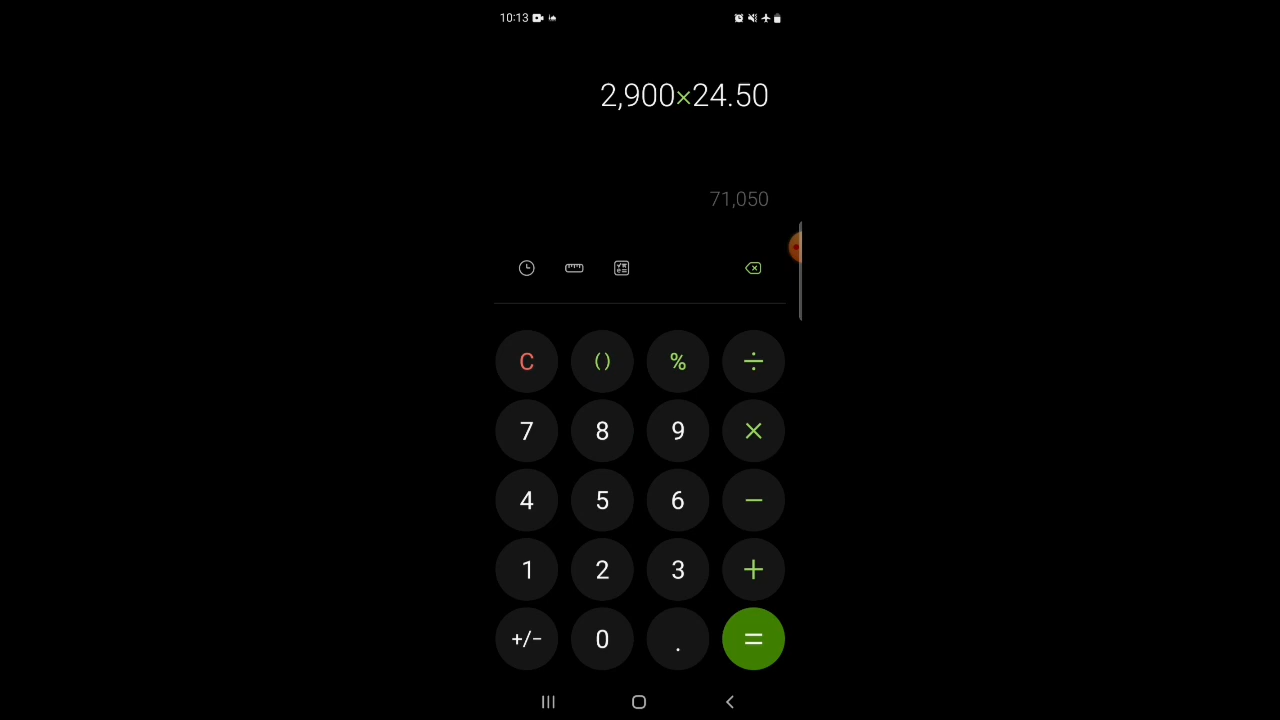 10:13
2,900×24.50
71,050
C () % ÷
7 8 9 ×
4 5 6 −
1 2 3 +
+/− 0 . =